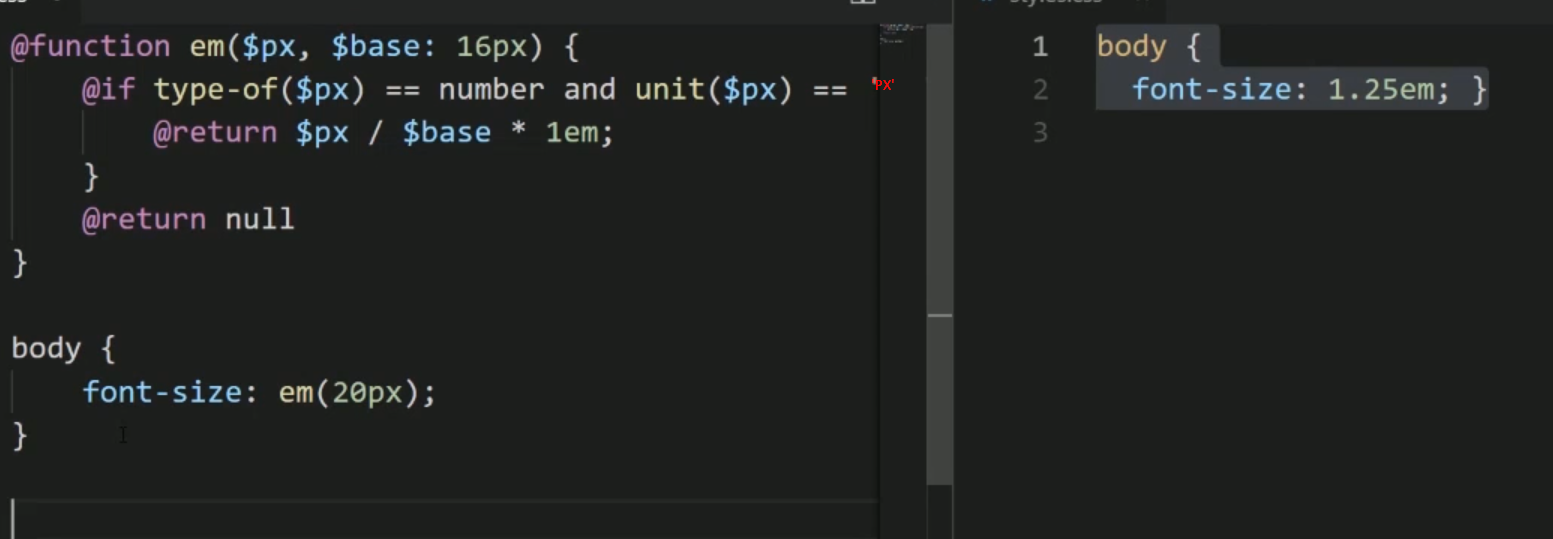 @function em($px, $base: 16px) {
@if type-of($px) == number and unit($px) == 'PX'
@return $px / $base * 1em;
}
@return null
}
body {
font-size: em(20px);
}
1 body {
2 font-size: 1.25em; }
3